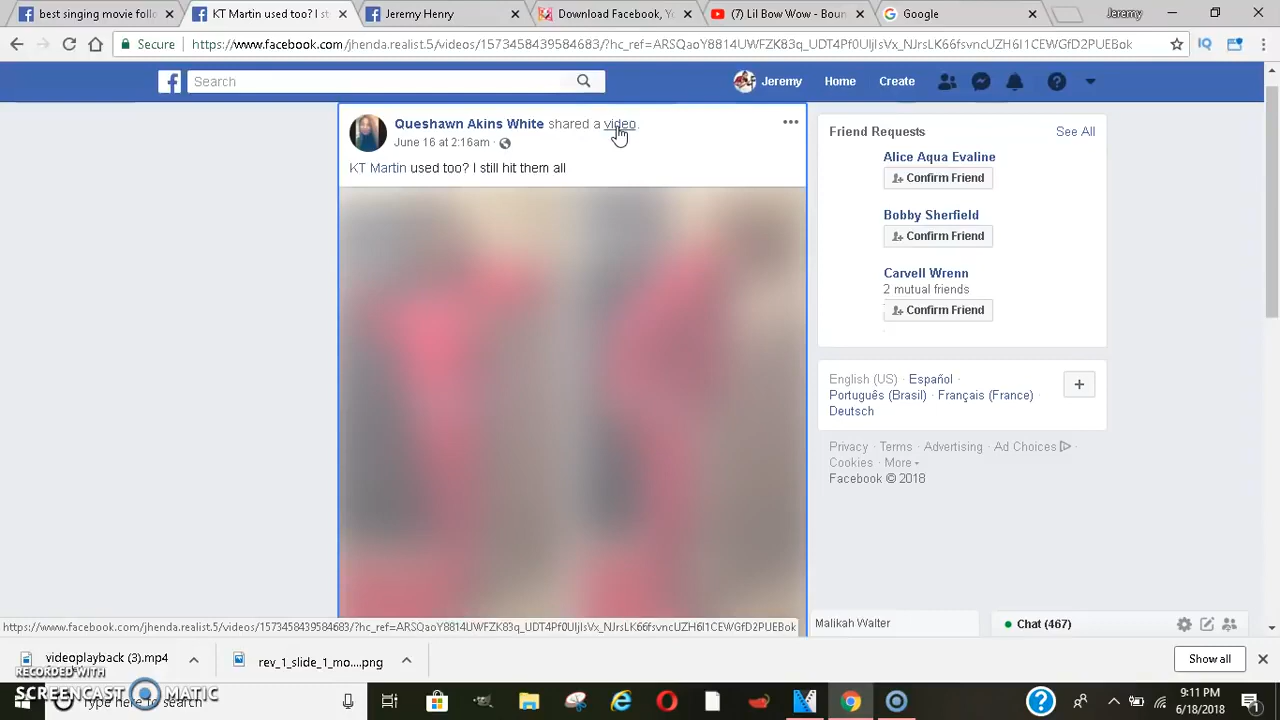 best singing movie follo
KT Martin used too? I st
Jeremy Henry
Download Facebook, Yo
(7) Lil Bow Wow - Boun
Google
Jeremy
Secure
https://www.facebook.com/jhenda.realist.5/videos/1573458439584683/?hc_ref=ARSQaoY8814UWFZK83q_UDT4Pf0UljlsVx_NJrsLK66fsvncUZH6I1CEWGfD2PUEBok
Search
Jeremy
Home
Create
Queshawn Akins White shared a video.
June 16 at 2:16am
KT Martin used too? I still hit them all
Friend Requests
See All
Alice Aqua Evaline
Confirm Friend
Bobby Sherfield
Confirm Friend
Carvell Wrenn
2 mutual friends
Confirm Friend
English (US) · Español ·
Português (Brasil) · Français (France) ·
Deutsch
Privacy · Terms · Advertising · Ad Choices ·
Cookies · More
Facebook © 2018
Malikah Walter
Chat (467)
https://www.facebook.com/jhenda.realist.5/videos/1573458439584683/?hc_ref=ARSQaoY8814UWFZK83q_UDT4Pf0UljlsVx_NJrsLK66fsvncUZH6I1CEWGfD2PUEBok
videoplayback (3).mp4
rev_1_slide_1_mo....png
Show all
RECORDED WITH
SCREENCAST MATIC
Type here to search
9:11 PM
6/18/2018